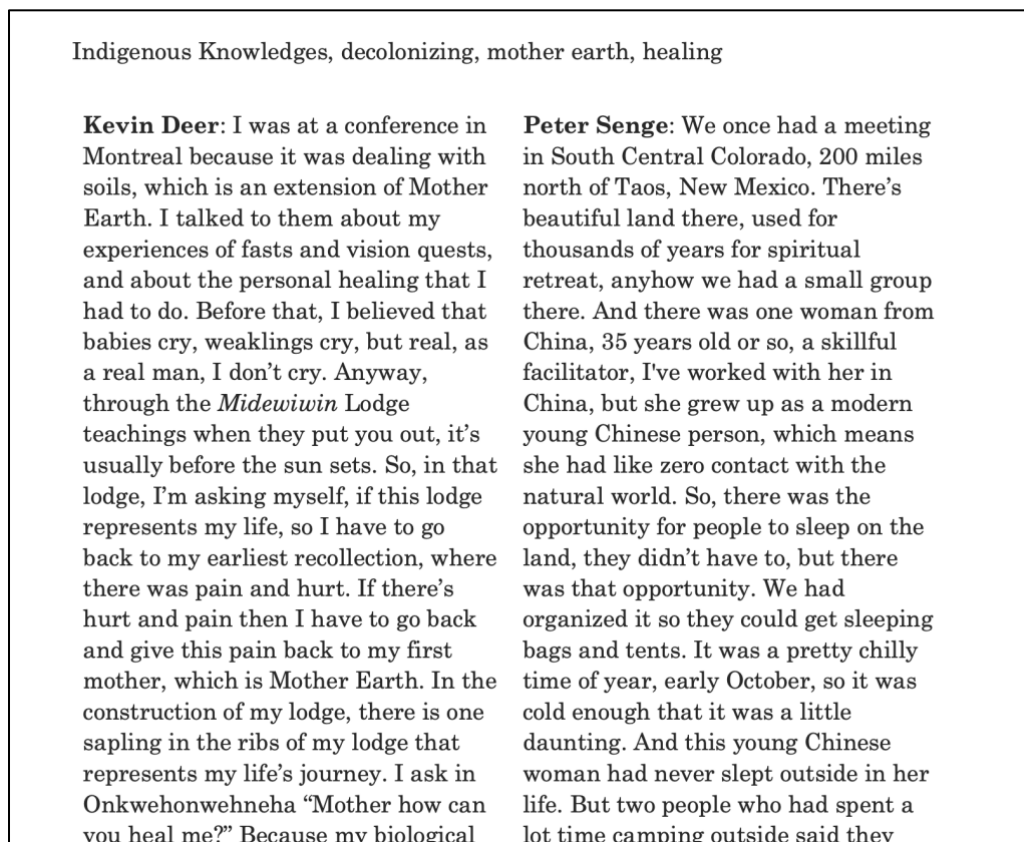 Indigenous Knowledges, decolonizing, mother earth, healing
Kevin Deer: I was at a conference in
Montreal because it was dealing with
soils, which is an extension of Mother
Earth. I talked to them about my
experiences of fasts and vision quests,
and about the personal healing that I
had to do. Before that, I believed that
babies cry, weaklings cry, but real, as
a real man, I don’t cry. Anyway,
through the Midewiwin Lodge
teachings when they put you out, it’s
usually before the sun sets. So, in that
lodge, I’m asking myself, if this lodge
represents my life, so I have to go
back to my earliest recollection, where
there was pain and hurt. If there’s
hurt and pain then I have to go back
and give this pain back to my first
mother, which is Mother Earth. In the
construction of my lodge, there is one
sapling in the ribs of my lodge that
represents my life’s journey. I ask in
Onkwehonwehneha “Mother how can
you heal me?” Because my biological
Peter Senge: We once had a meeting
in South Central Colorado, 200 miles
north of Taos, New Mexico. There’s
beautiful land there, used for
thousands of years for spiritual
retreat, anyhow we had a small group
there. And there was one woman from
China, 35 years old or so, a skillful
facilitator, I've worked with her in
China, but she grew up as a modern
young Chinese person, which means
she had like zero contact with the
natural world. So, there was the
opportunity for people to sleep on the
land, they didn’t have to, but there
was that opportunity. We had
organized it so they could get sleeping
bags and tents. It was a pretty chilly
time of year, early October, so it was
cold enough that it was a little
daunting. And this young Chinese
woman had never slept outside in her
life. But two people who had spent a
lot time camping outside said they